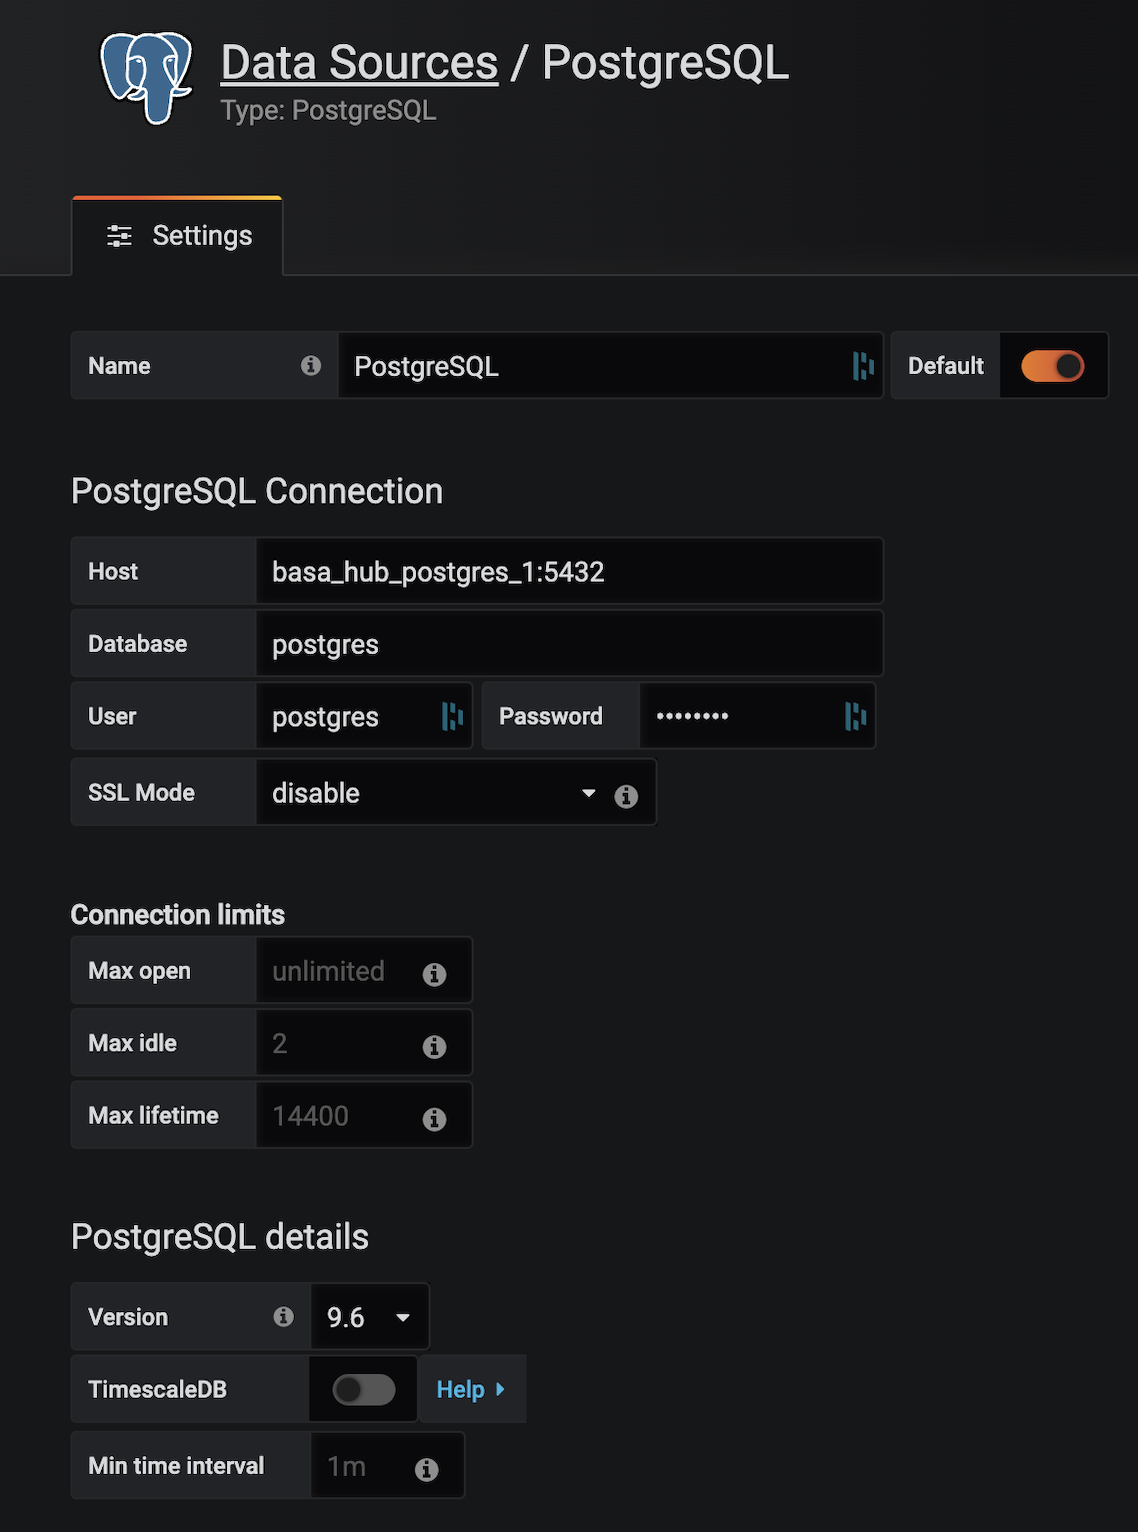 Data Sources / PostgreSQL
Type: PostgreSQL
Settings
Name PostgreSQL Default
PostgreSQL Connection
Host basa_hub_postgres_1:5432
Database postgres
User postgres Password ••••••••
SSL Mode disable
Connection limits
Max open unlimited
Max idle 2
Max lifetime 14400
PostgreSQL details
Version 9.6
TimescaleDB Help
Min time interval 1m